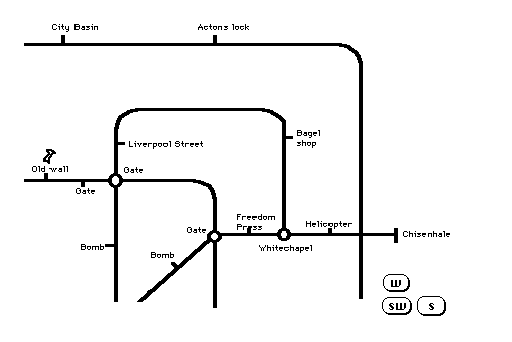 City Basin
Actons lock
Liverpool Street
Bagel
shop
Old wall
Gate
Gate
Freedom
Press
Helicopter
Gate
Chisenhale
Bomb
Whitechapel
Bomb
W
SW S